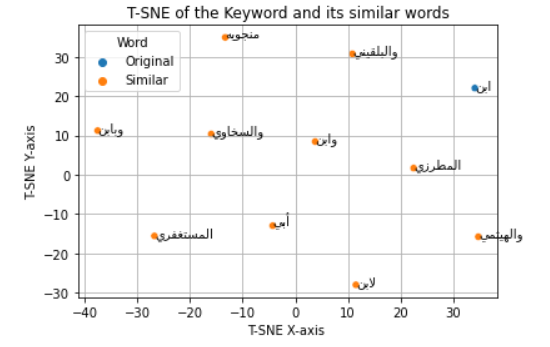 T-SNE of the Keyword and its similar words
Word
Original
Similar
منجويه
والبلقيني
ابن
وبابن
والسخاوي
وابن
المطرزي
أبي
المستغفري
والهيثمي
لابن
T-SNE Y-axis
30
20
10
0
−10
−20
−30
−40 −30 −20 −10 0 10 20 30
T-SNE X-axis